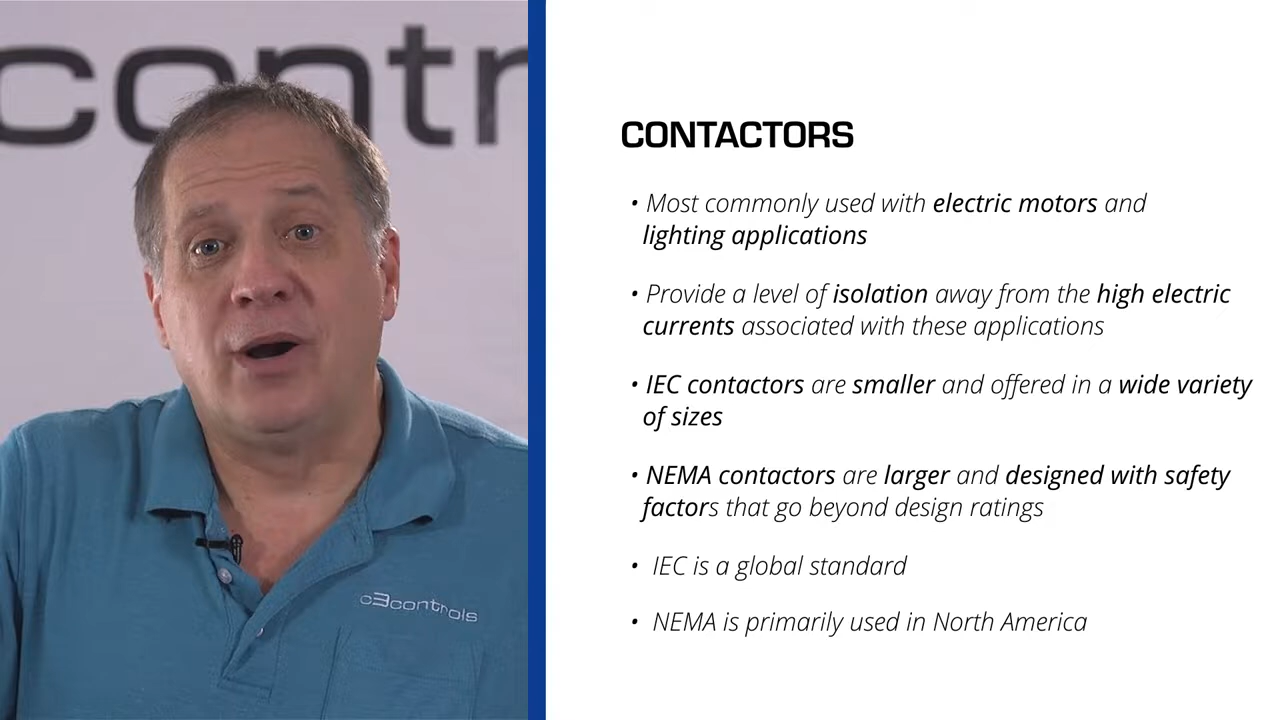 contr
c3controls
CONTACTORS
• Most commonly used with electric motors and
lighting applications
• Provide a level of isolation away from the high electric
currents associated with these applications
• IEC contactors are smaller and offered in a wide variety
of sizes
• NEMA contactors are larger and designed with safety
factors that go beyond design ratings
• IEC is a global standard
• NEMA is primarily used in North America